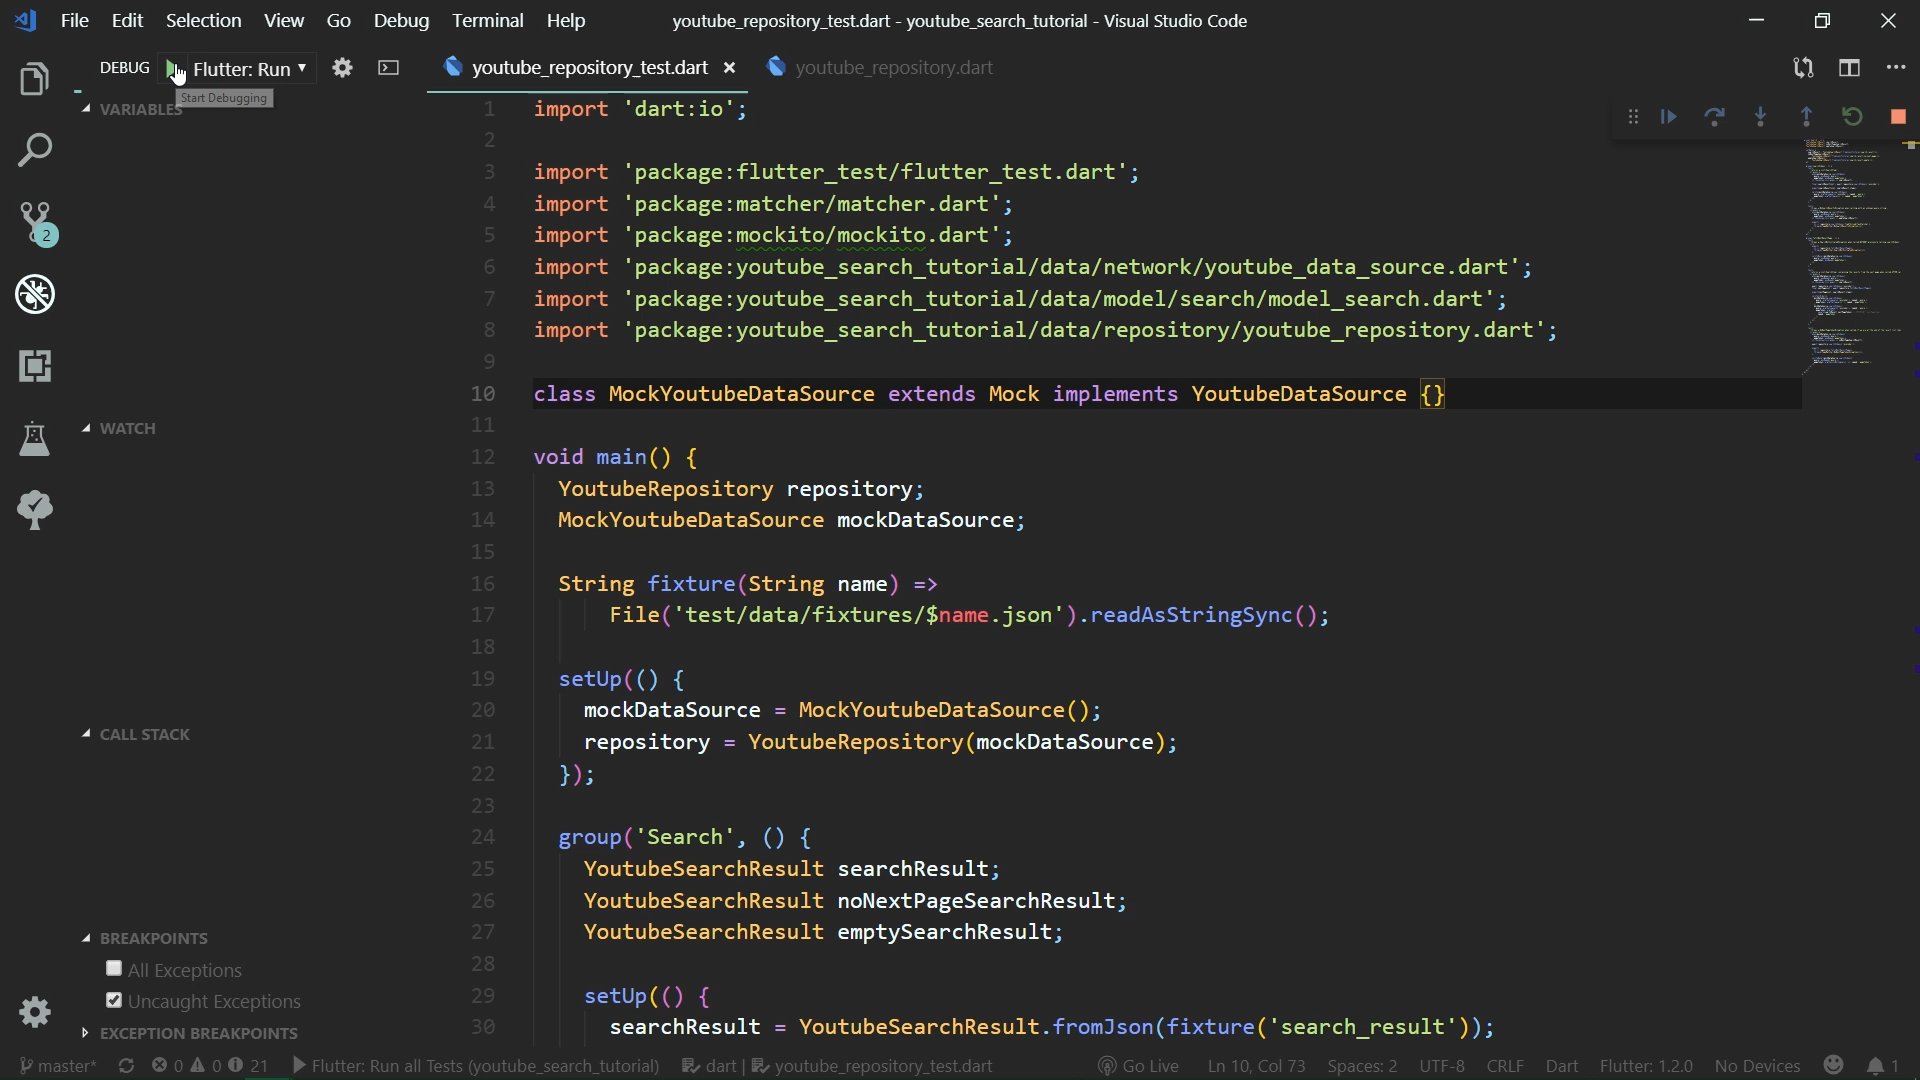 File Edit Selection View Go Debug Terminal Help youtube_repository_test.dart - youtube_search_tutorial - Visual Studio Code
DEBUG Flutter: Run youtube_repository_test.dart youtube_repository.dart
Start Debugging
VARIABLES
2
WATCH
CALL STACK
BREAKPOINTS
All Exceptions
Uncaught Exceptions
EXCEPTION BREAKPOINTS
1 import 'dart:io';
2
3 import 'package:flutter_test/flutter_test.dart';
4 import 'package:matcher/matcher.dart';
5 import 'package:mockito/mockito.dart';
6 import 'package:youtube_search_tutorial/data/network/youtube_data_source.dart';
7 import 'package:youtube_search_tutorial/data/model/search/model_search.dart';
8 import 'package:youtube_search_tutorial/data/repository/youtube_repository.dart';
9
10 class MockYoutubeDataSource extends Mock implements YoutubeDataSource {}
11
12 void main() {
13 YoutubeRepository repository;
14 MockYoutubeDataSource mockDataSource;
15
16 String fixture(String name) =>
17 File('test/data/fixtures/$name.json').readAsStringSync();
18
19 setUp(() {
20 mockDataSource = MockYoutubeDataSource();
21 repository = YoutubeRepository(mockDataSource);
22 });
23
24 group('Search', () {
25 YoutubeSearchResult searchResult;
26 YoutubeSearchResult noNextPageSearchResult;
27 YoutubeSearchResult emptySearchResult;
28
29 setUp(() {
30 searchResult = YoutubeSearchResult.fromJson(fixture('search_result'));
master* 0 0 21 Flutter: Run all Tests (youtube_search_tutorial) dart | youtube_repository_test.dart Go Live Ln 10, Col 73 Spaces: 2 UTF-8 CRLF Dart Flutter: 1.2.0 No Devices 1